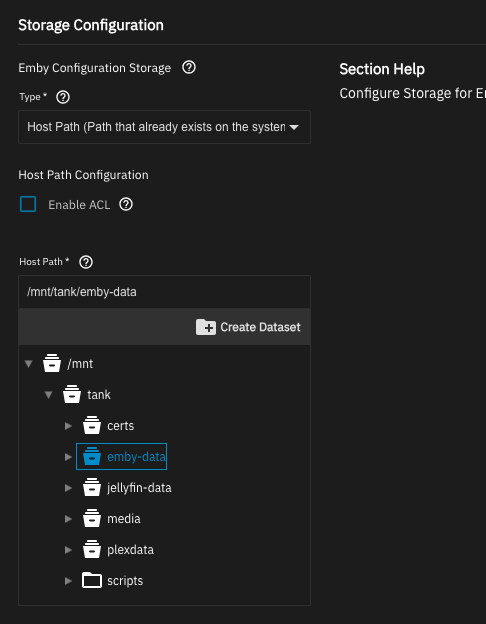 Storage Configuration
Emby Configuration Storage
Section Help
Type *
Configure Storage for E
Host Path (Path that already exists on the system
Host Path Configuration
Enable ACL
Host Path *
/mnt/tank/emby-data
Create Dataset
/mnt
tank
certs
emby-data
jellyfin-data
media
plexdata
scripts